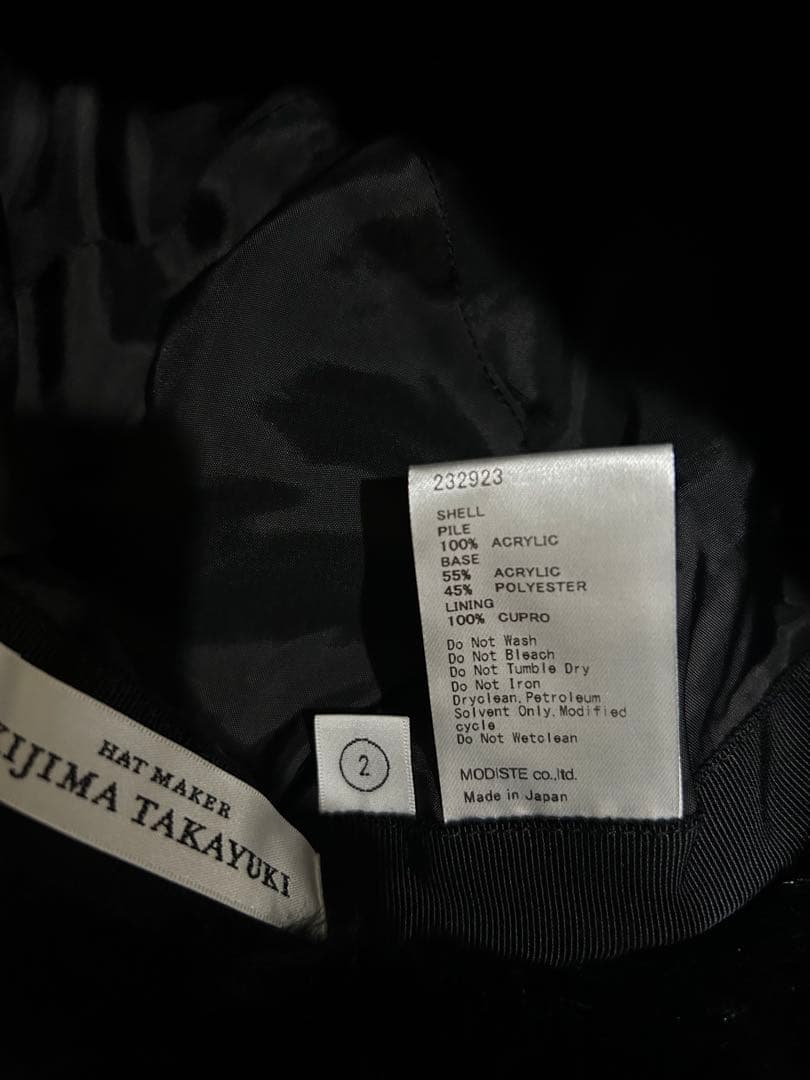 232923
SHELL
PILE
100% ACRYLIC
BASE
55% ACRYLIC
45% POLYESTER
LINING
100% CUPRO
Do Not Wash
Do Not Bleach
Do Not Tumble Dry
Do Not Iron
Dryclean, Petroleum
Solvent Only, Modified
cycle
Do Not Wetclean
MODISTE co.,ltd.
Made in Japan
2
HAT MAKER
KIJIMA TAKAYUKI